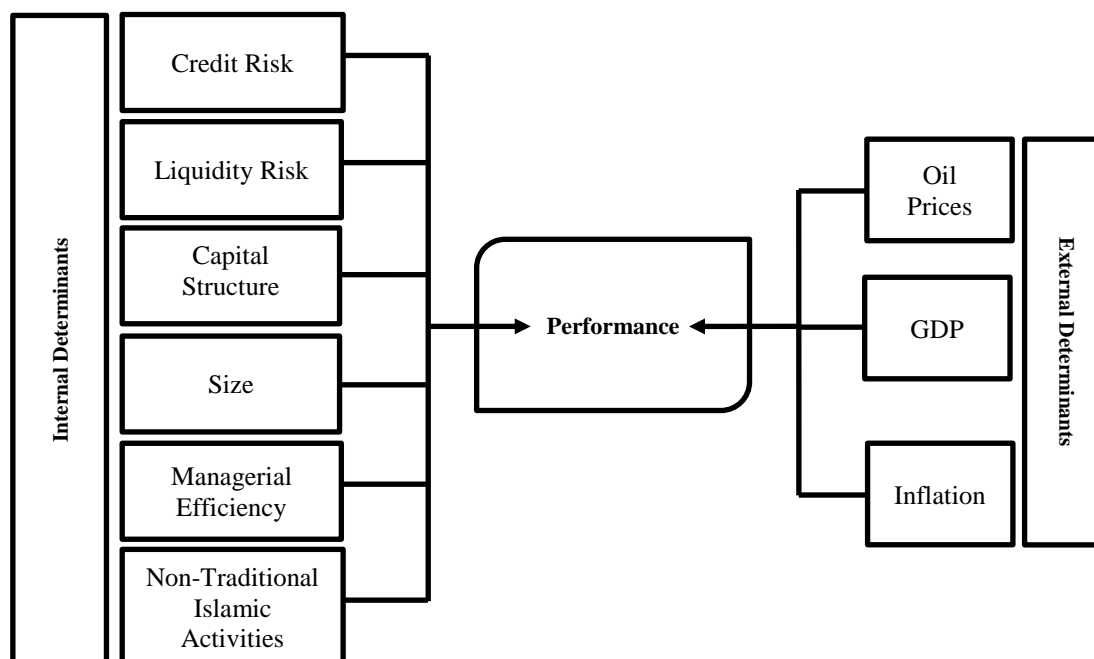 Internal Determinants
Credit Risk
Liquidity Risk
Capital
Structure
Size
Managerial
Efficiency
Non-Traditional
Islamic
Activities
Performance
Oil
Prices
GDP
Inflation
External Determinants